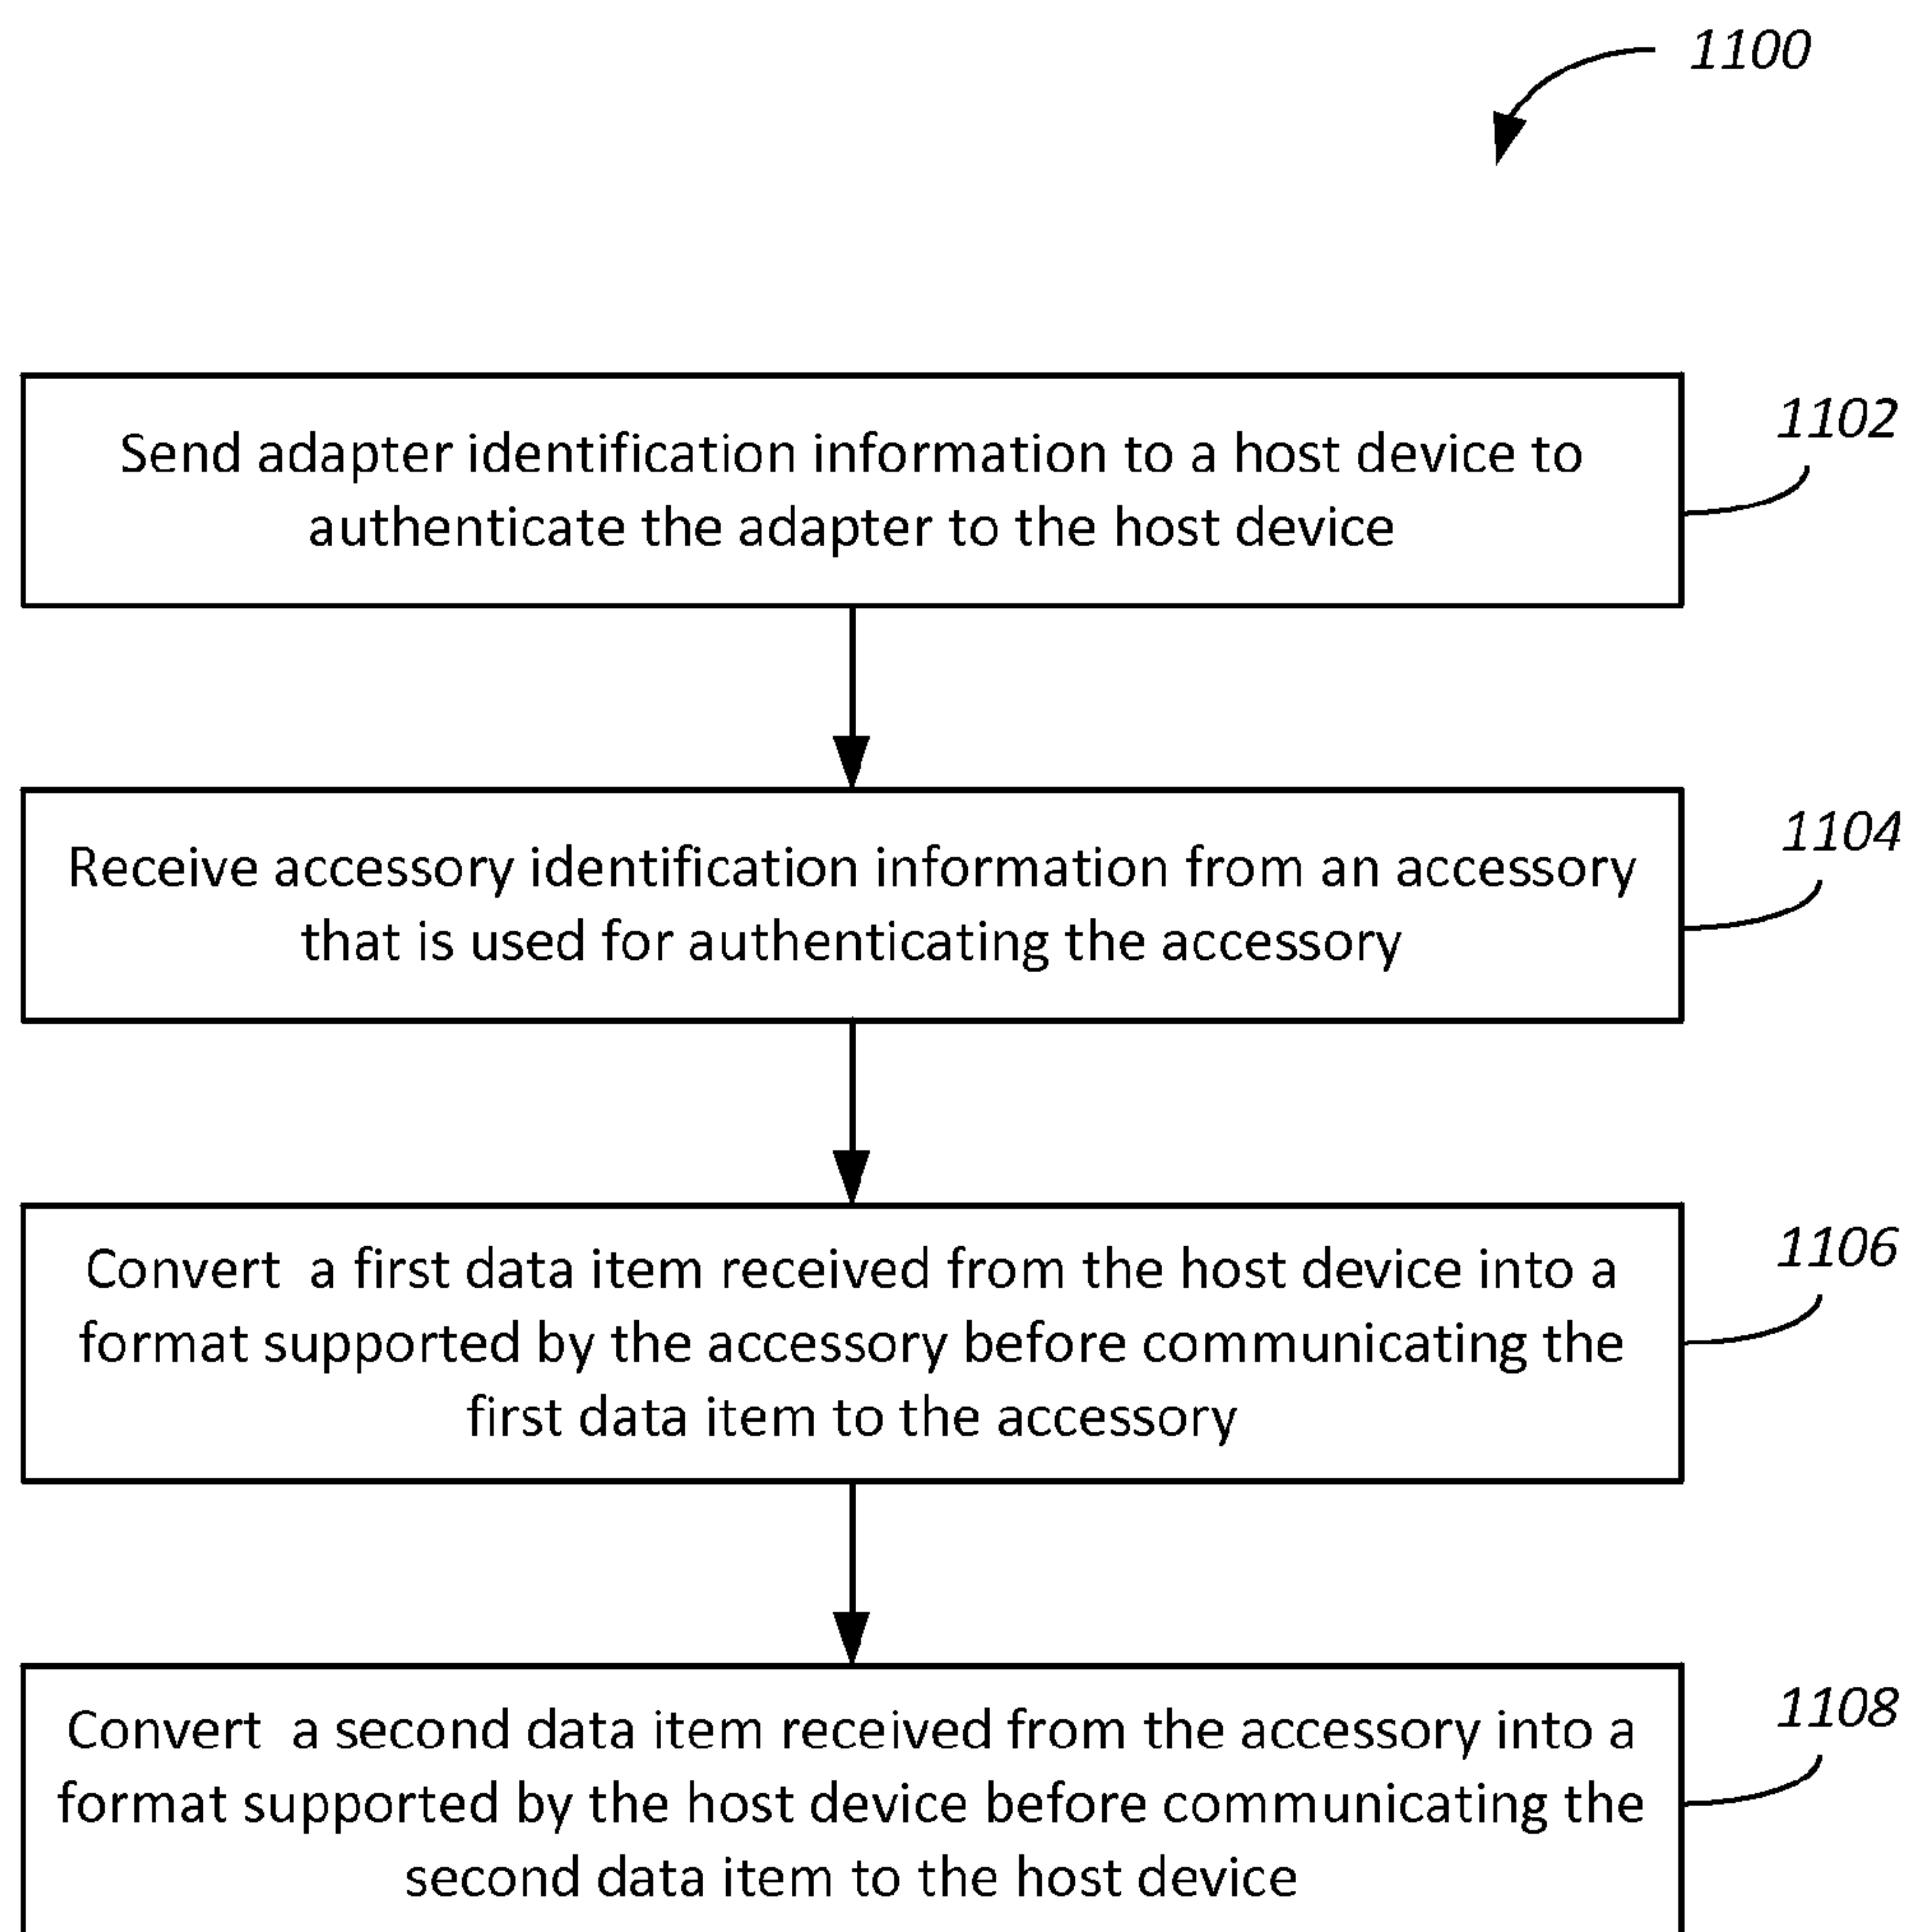 1100
Send adapter identification information to a host device to
authenticate the adapter to the host device
1102
Receive accessory identification information from an accessory
that is used for authenticating the accessory
1104
Convert  a first data item received from the host device into a
format supported by the accessory before communicating the
first data item to the accessory
1106
Convert  a second data item received from the accessory into a
format supported by the host device before communicating the
second data item to the host device
1108